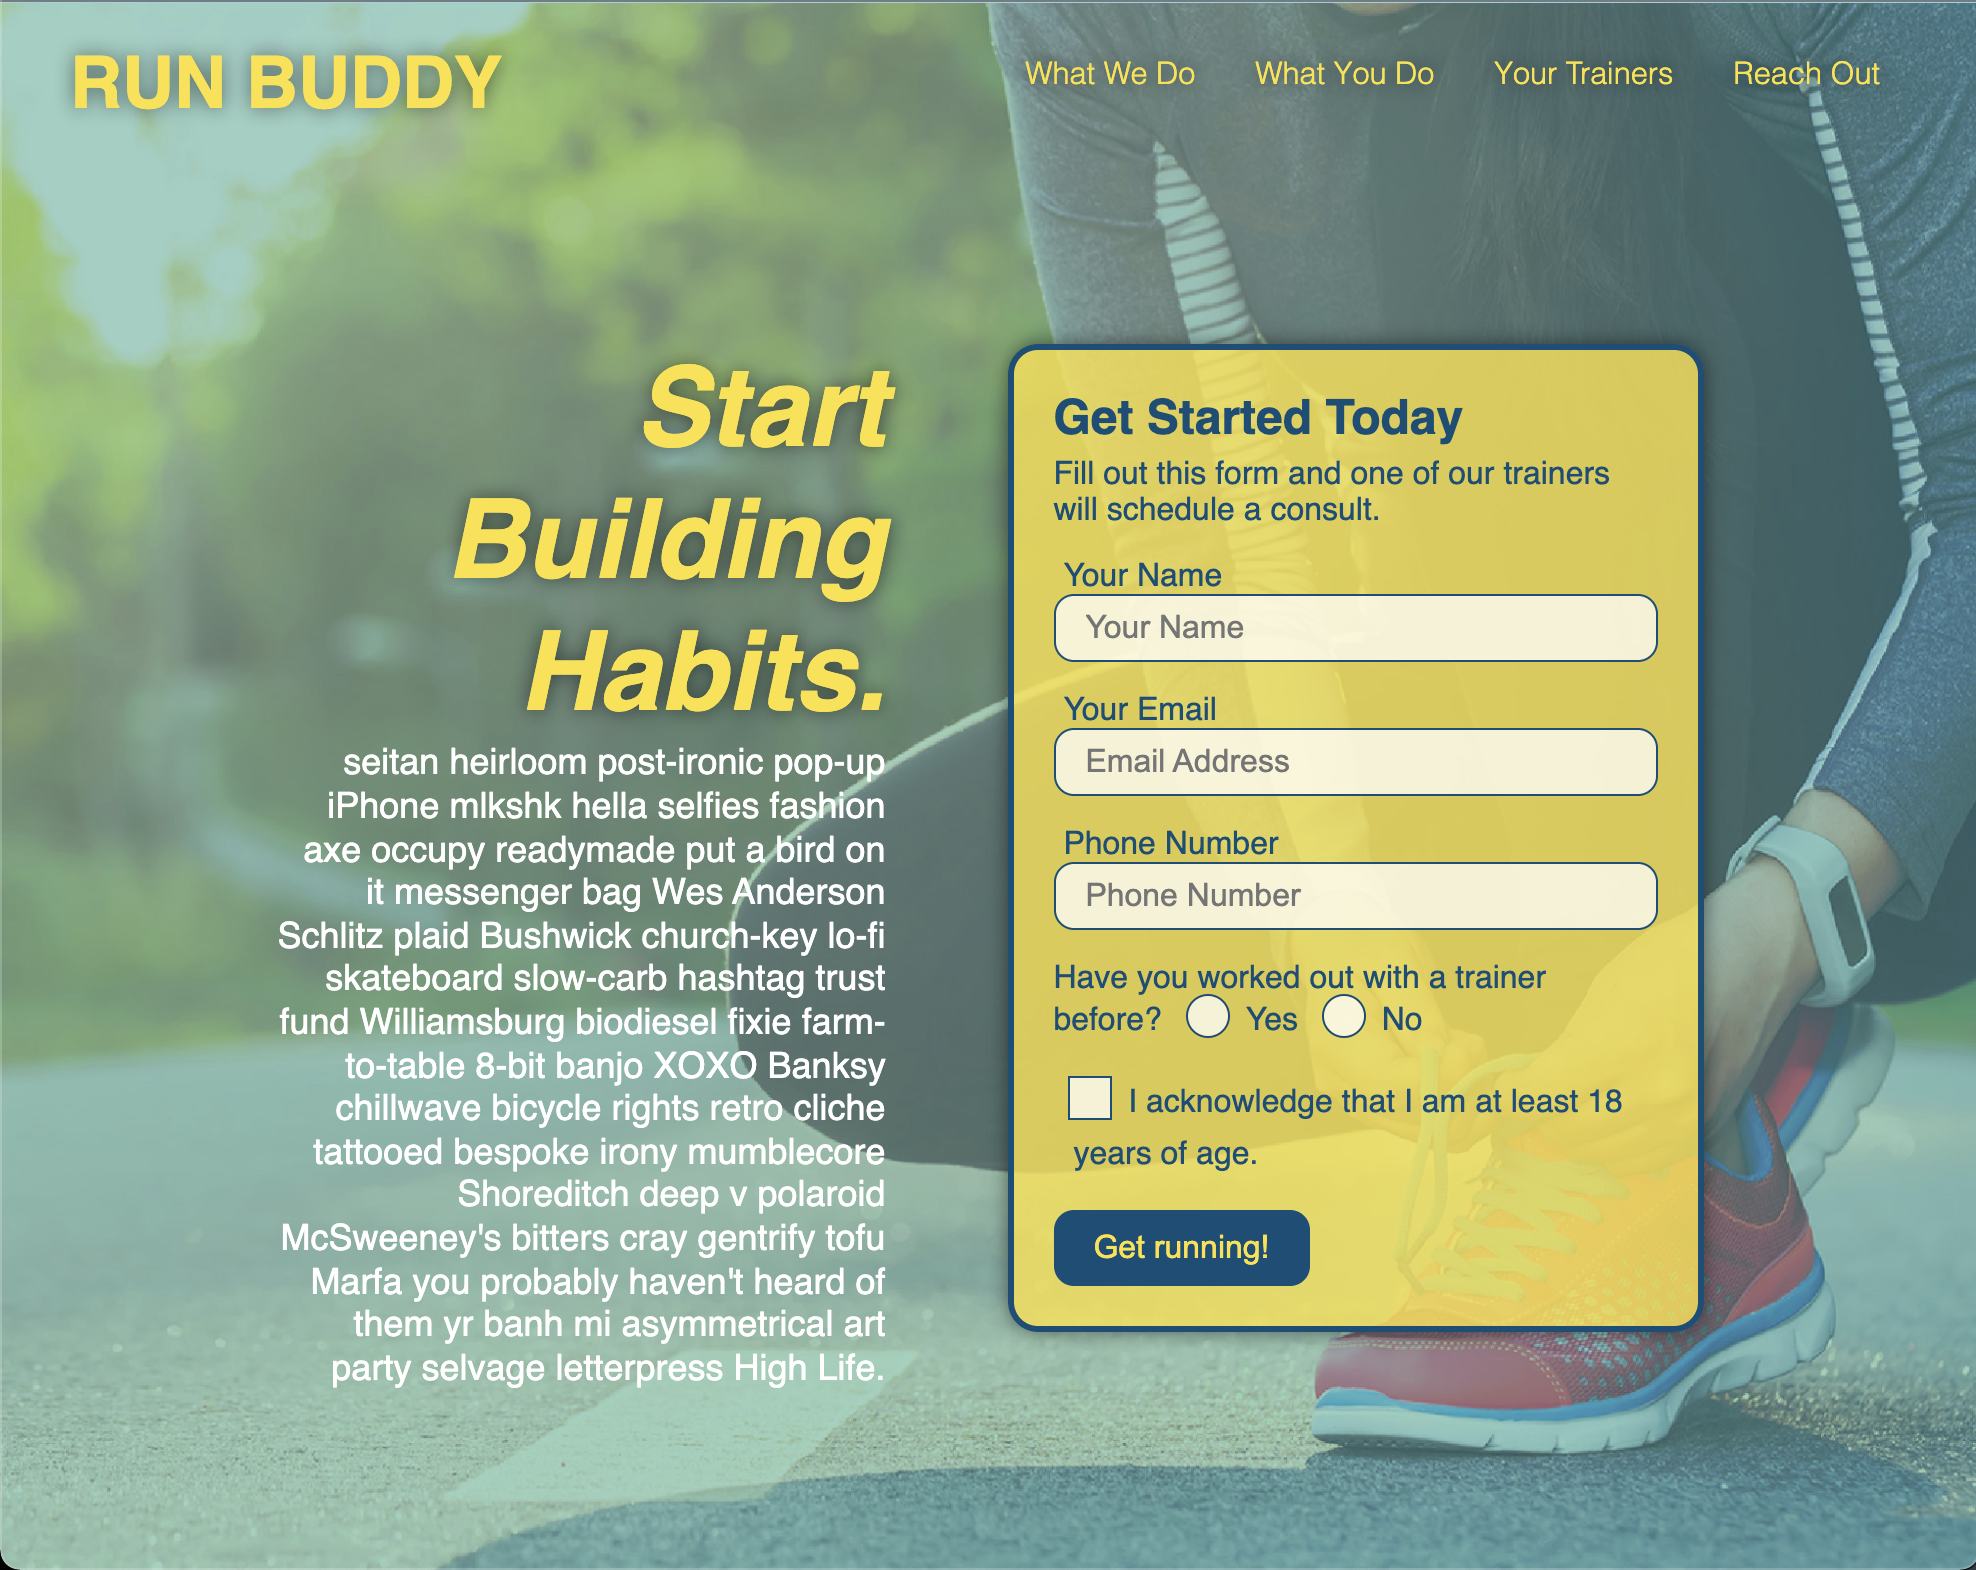 RUN BUDDY
What We Do
What You Do
Your Trainers
Reach Out
Start
Building
Habits.
seitan heirloom post-ironic pop-up
iPhone mlkshk hella selfies fashion
axe occupy readymade put a bird on
it messenger bag Wes Anderson
Schlitz plaid Bushwick church-key lo-fi
skateboard slow-carb hashtag trust
fund Williamsburg biodiesel fixie farm-
to-table 8-bit banjo XOXO Banksy
chillwave bicycle rights retro cliche
tattooed bespoke irony mumblecore
Shoreditch deep v polaroid
McSweeney's bitters cray gentrify tofu
Marfa you probably haven't heard of
them yr banh mi asymmetrical art
party selvage letterpress High Life.
Get Started Today
Fill out this form and one of our trainers
will schedule a consult.
Your Name
Your Name
Your Email
Email Address
Phone Number
Phone Number
Have you worked out with a trainer
before? Yes No
I acknowledge that I am at least 18
years of age.
Get running!